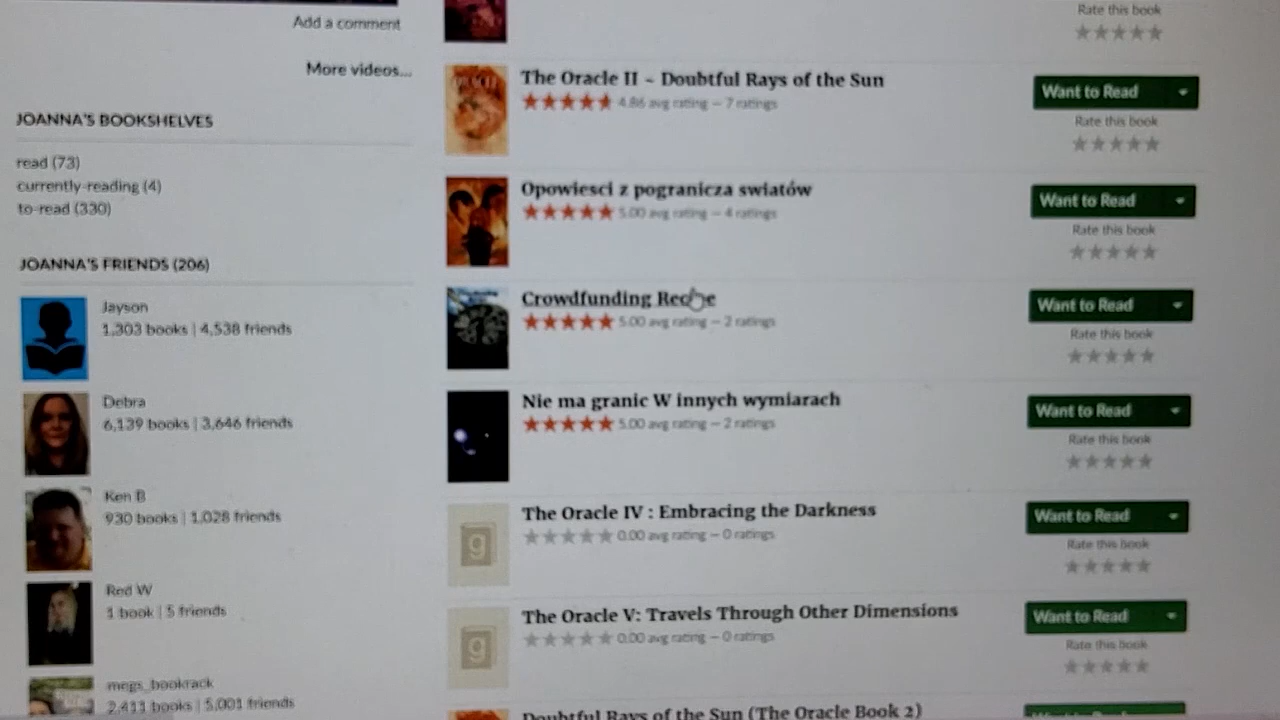 Add a comment
More videos...
JOANNA'S BOOKSHELVES
read (73)
currently-reading (4)
to-read (330)
JOANNA'S FRIENDS (206)
Jayson
1,303 books | 4,538 friends
Debra
6,139 books | 3,646 friends
Ken B
930 books | 1,028 friends
Red W
1 book | 5 friends
megs_bookrack
2,411 books | 5,001 friends
Rate this book
The Oracle II ~ Doubtful Rays of the Sun
4.86 avg rating — 7 ratings
Want to Read
Rate this book
Opowiesci z pogranicza swiatów
5.00 avg rating — 4 ratings
Want to Read
Rate this book
Crowdfunding
5.00 avg rating — 2 ratings
Want to Read
Rate this book
Nie ma granic W innych wymiarach
5.00 avg rating — 2 ratings
Want to Read
Rate this book
g
The Oracle IV : Embracing the Darkness
0.00 avg rating — 0 ratings
Want to Read
Rate this book
g
The Oracle V: Travels Through Other Dimensions
0.00 avg rating — 0 ratings
Want to Read
Rate this book
Doubtful Rays of the Sun (The Oracle Book 2)